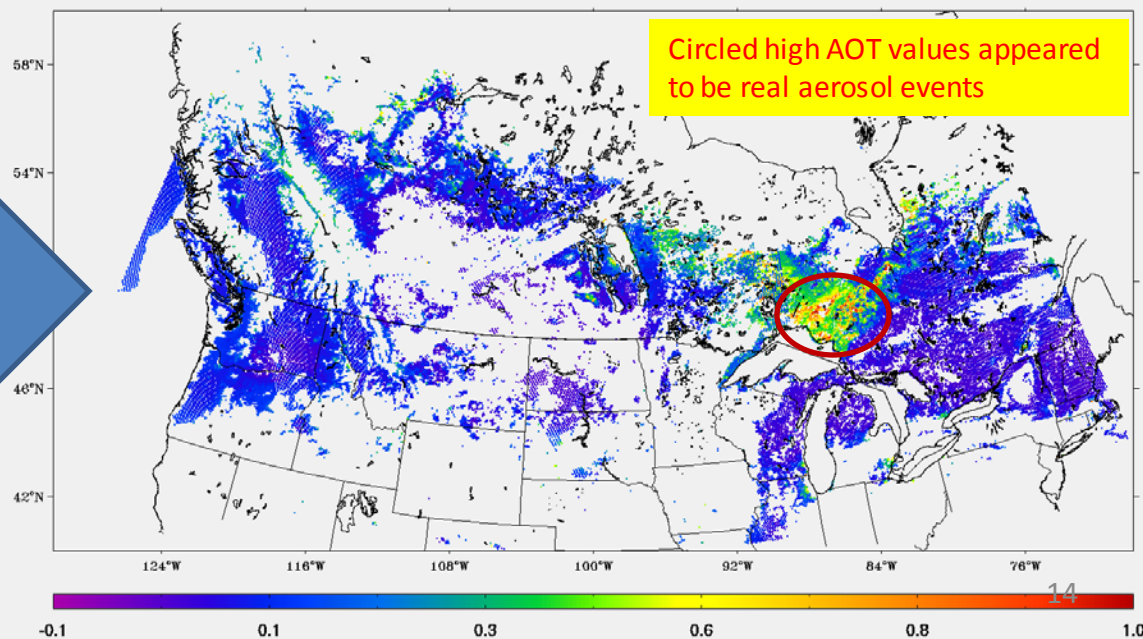 Circled high AOT values appeared
to be real aerosol events
58°N
54°N
46°N
42°N
124°W 116°W 108°W 100°W 92°W 84°W 76°W
14
-0.1 0.1 0.3 0.6 0.8 1.0